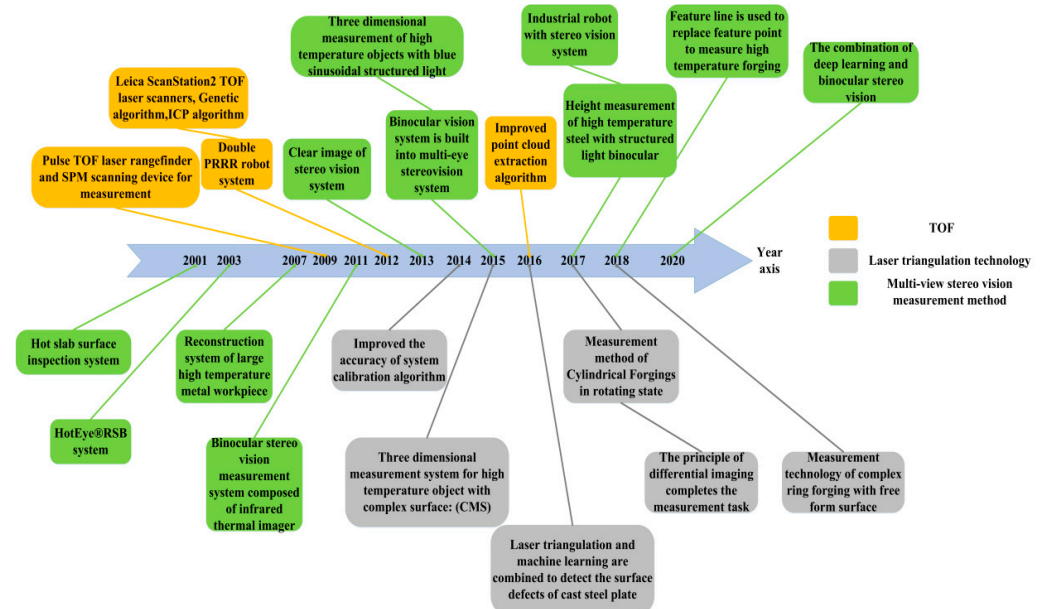 Three dimensional
measurement of high
temperature objects with blue
sinusoidal structured light
Industrial robot
with stereo vision
system
Feature line is used to
replace feature point
to measure high
temperature forging
The combination of
deep learning and
binocular stereo
vision
Leica ScanStation2 TOF
laser scanners, Genetic
algorithm,ICP algorithm
Pulse TOF laser rangefinder
and SPM scanning device for
measurement
Double
PRRR robot
system
Clear image of
stereo vision
system
Binocular vision
system is built
into multi-eye
stereovision
system
Improved
point cloud
extraction
algorithm
Height measurement
of high temperature
steel with structured
light binocular
2001 2003 2007 2009 2011 2012 2013 2014 2015 2016 2017 2018 2020
Year
axis
TOF
Laser triangulation technology
Multi-view stereo vision
measurement method
Hot slab surface
inspection system
HotEye®RSB
system
Reconstruction
system of large
high temperature
metal workpiece
Binocular stereo
vision
measurement
system composed
of infrared
thermal imager
Improved the
accuracy of system
calibration algorithm
Three dimensional
measurement system for high
temperature object with
complex surface: (CMS)
Laser triangulation and
machine learning are
combined to detect the surface
defects of cast steel plate
Measurement
method of
Cylindrical Forgings
in rotating state
The principle of
differential imaging
completes the
measurement task
Measurement
technology of complex
ring forging with free
form surface